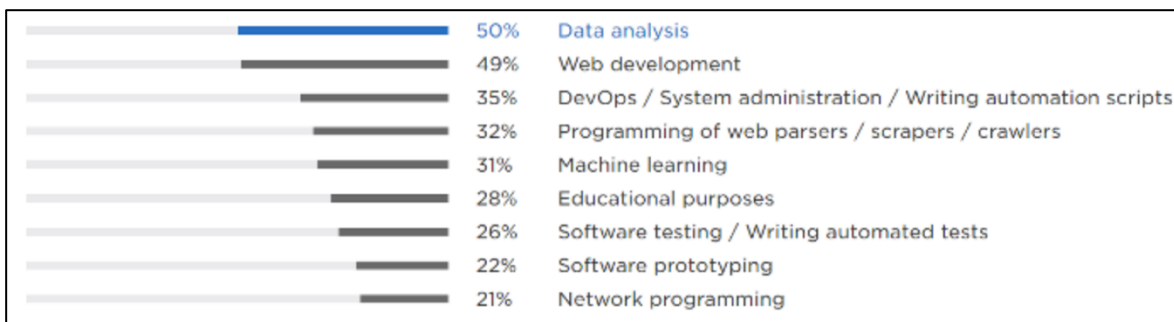 50% Data analysis
49% Web development
35% DevOps / System administration / Writing automation scripts
32% Programming of web parsers / scrapers / crawlers
31% Machine learning
28% Educational purposes
26% Software testing / Writing automated tests
22% Software prototyping
21% Network programming